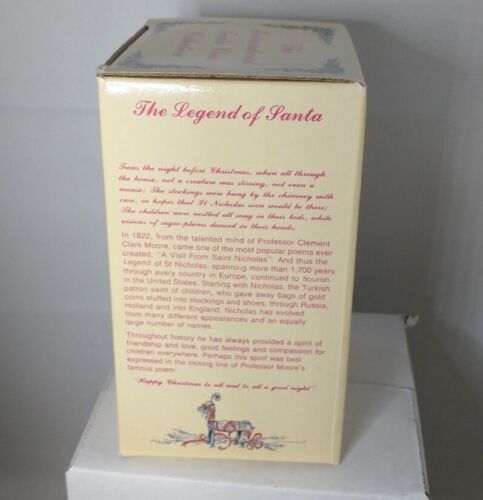 The Legend of Santa
Twas the night before Christmas, when all through
the house, not a creature was stirring, not even a
mouse; The stockings were hung by the chimney with
care, in hopes that St Nicholas soon would be there;
The children were nestled all snug in their beds, while
visions of sugar-plums danced in their heads;
In 1822, from the talented mind of Professor Clement
Clark Moore, came one of the most popular poems ever
created, "A Visit From Saint Nicholas". And thus the
Legend of St Nicholas, spanning more than 1,700 years
through every country in Europe, continued to flourish
in the United States. Starting with Nicholas, the Turkish
patron saint of children, who gave away bags of gold
coins stuffed into stockings and shoes, through Russia,
Holland and into England, Nicholas has evolved
from many different appearances and an equally
large number of names.
Throughout history he has always provided a spirit of
friendship and love, good feelings and compassion for
children everywhere. Perhaps this spirit was best
expressed in the closing line of Professor Moore's
famous poem:
"Happy Christmas to all and to all a good night"